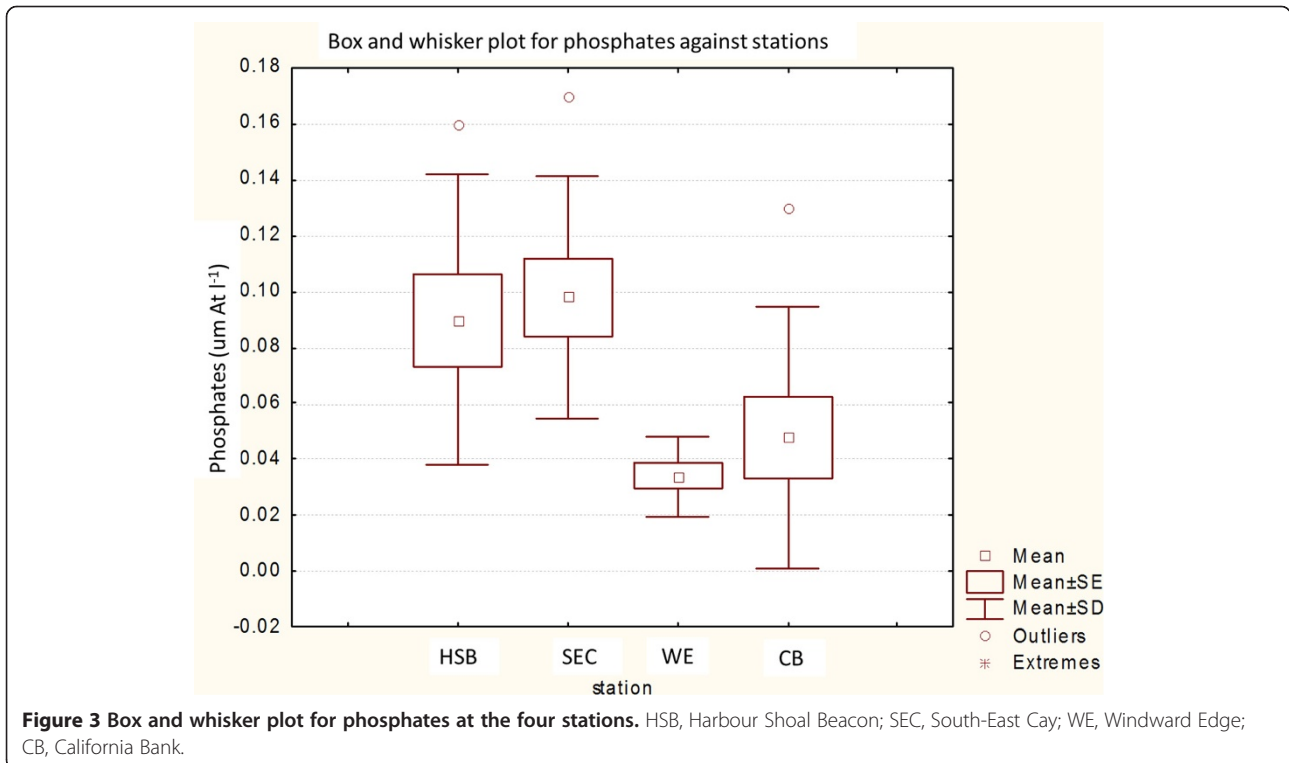 Box and whisker plot for phosphates against stations
0.18
0.16
0.14
0.12
0.10
0.08
0.06
0.04
0.02
0.00
-0.02
Phosphates (um At l-1)
HSB SEC WE CB
station
Mean
Mean±SE
Mean±SD
Outliers
Extremes
Figure 3 Box and whisker plot for phosphates at the four stations. HSB, Harbour Shoal Beacon; SEC, South-East Cay; WE, Windward Edge;
CB, California Bank.